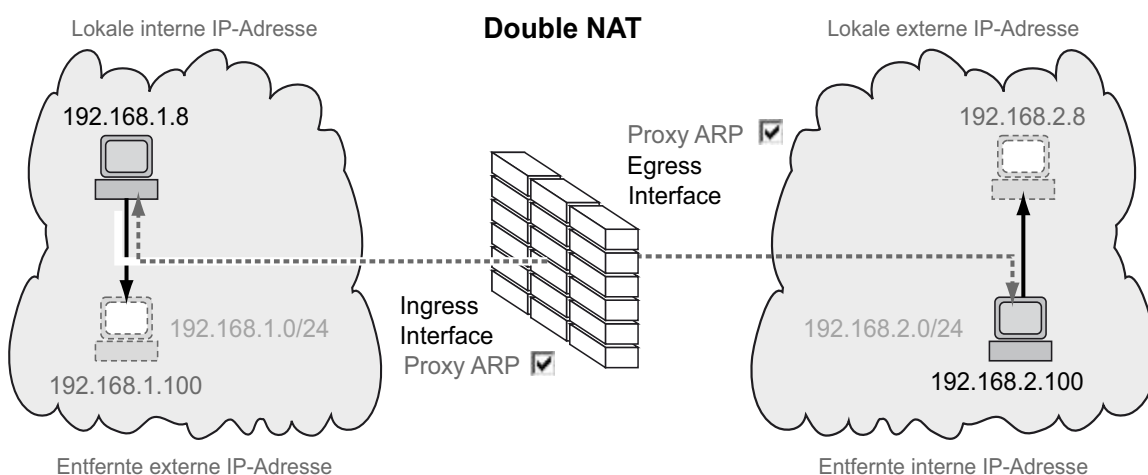 Double NAT
Lokale interne IP-Adresse
Lokale externe IP-Adresse
192.168.1.8
192.168.2.8
Proxy ARP
Egress
Interface
Ingress
Interface
Proxy ARP
192.168.1.0/24
192.168.2.0/24
192.168.1.100
192.168.2.100
Entfernte externe IP-Adresse
Entfernte interne IP-Adresse